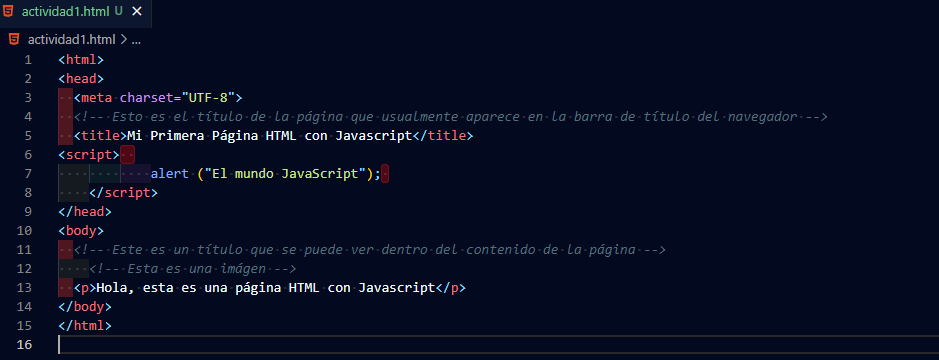 actividad1.html U ×
actividad1.html > ...
1 <html>
2 <head>
3 <meta charset="UTF-8">
4 <!-- Esto es el título de la página que usualmente aparece en la barra de título del navegador -->
5 <title>Mi Primera Página HTML con Javascript</title>
6 <script>
7 alert ("El mundo JavaScript");
8 </script>
9 </head>
10 <body>
11 <!-- Este es un título que se puede ver dentro del contenido de la página -->
12 <!-- Esta es una imágen -->
13 <p>Hola, esta es una página HTML con Javascript</p>
14 </body>
15 </html>
16